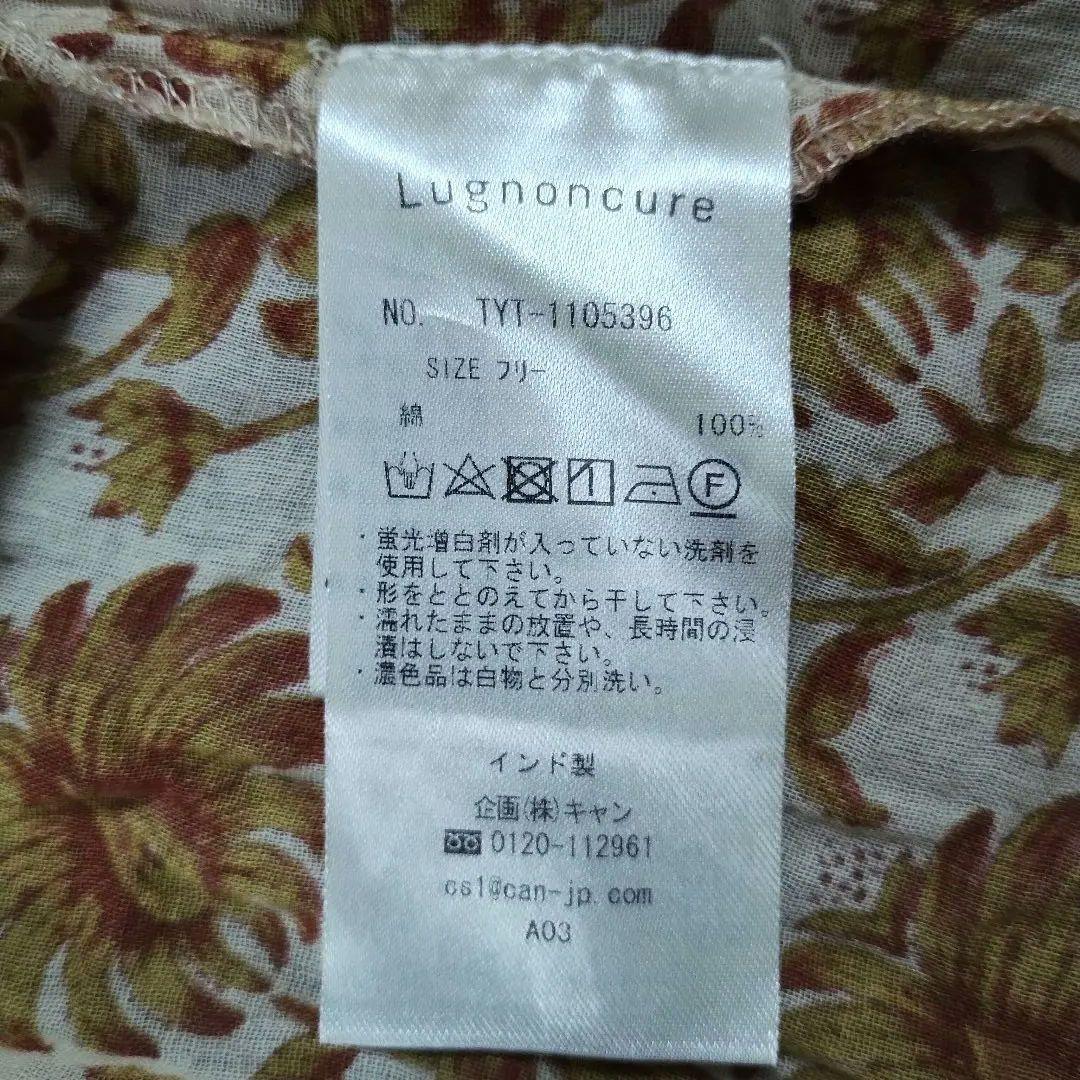 Lugnoncure
NO. TYT-1105396
SIZE フリー
綿 100%
F
・蛍光増白剤が入っていない洗剤を
使用して下さい。
・形をととのえてから干して下さい。
・濡れたままの放置や、長時間の浸
漬はしないで下さい。
・濃色品は白物と分別洗い。
インド製
企画(株)キャン
0120-112961
cs1@can-jp.com
A03